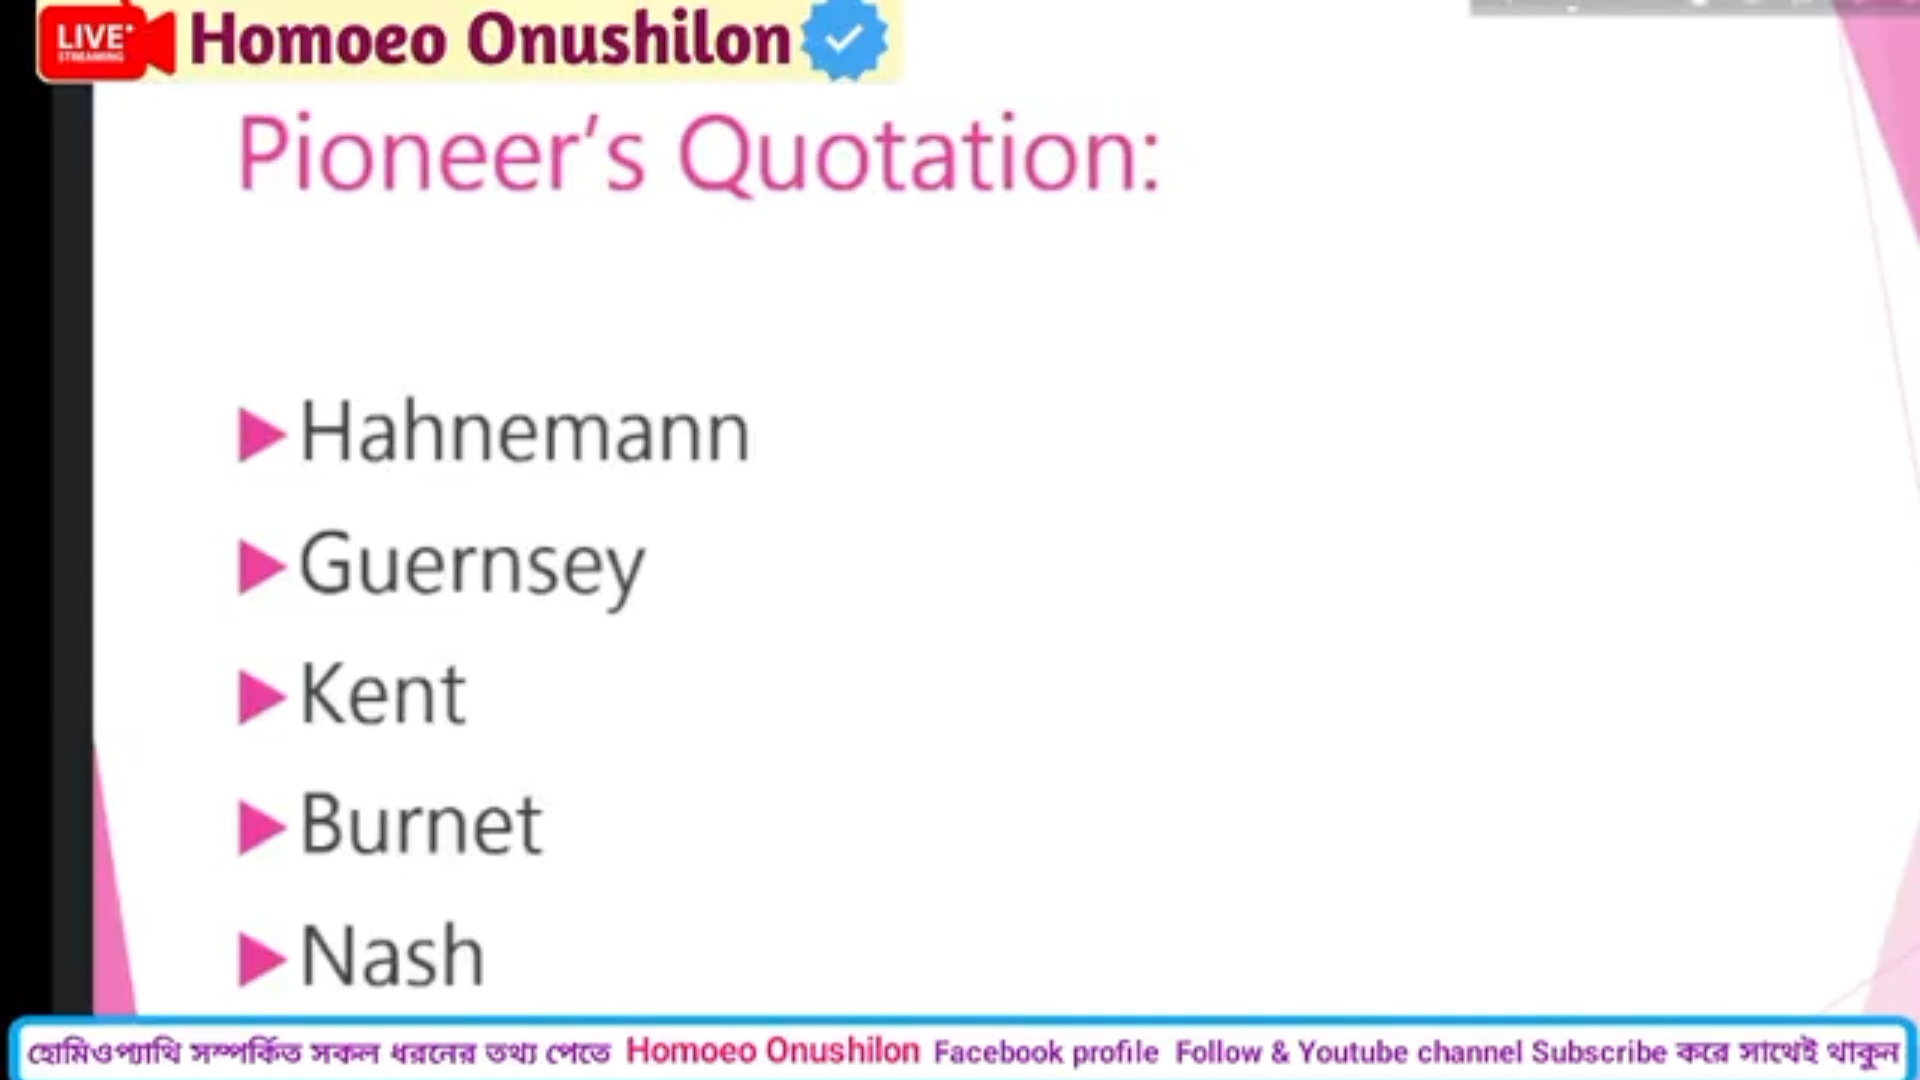 LIVE
STREAMING
Homoeo Onushilon
Pioneer's Quotation:
Hahnemann
Guernsey
Kent
Burnet
Nash
হোমিওপ্যাথি সম্পর্কিত সকল ধরনের তথ্য পেতে Homoeo Onushilon Facebook profile Follow & Youtube channel Subscribe করে সাথেই থাকুন